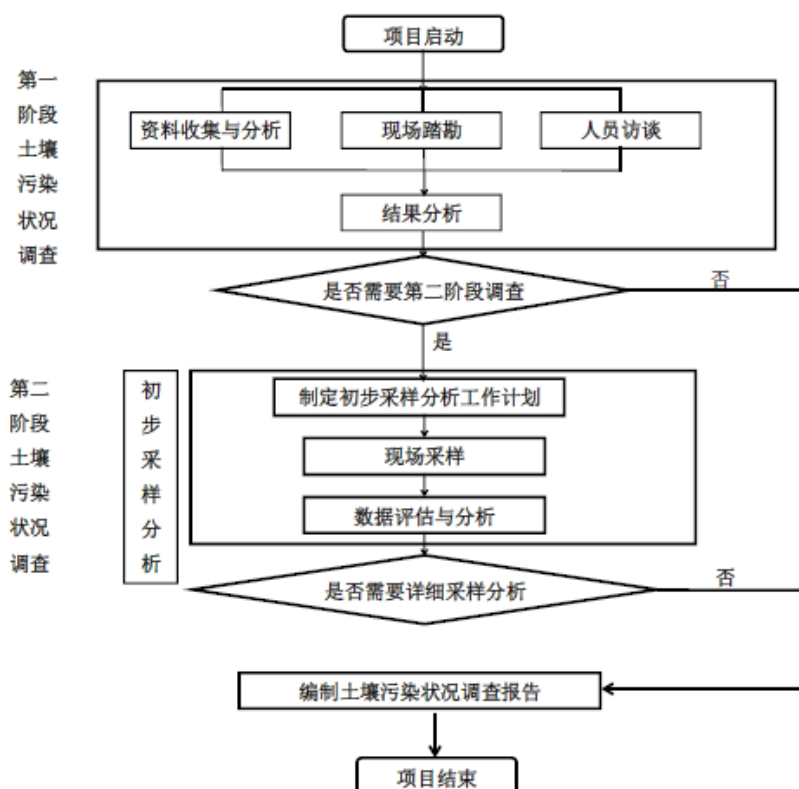 项目启动
第一
阶段
土壤
污染
状况
调查
资料收集与分析
现场踏勘
人员访谈
结果分析
是否需要第二阶段调查
否
是
第二
阶段
土壤
污染
状况
调查
初
步
采
样
分
析
制定初步采样分析工作计划
现场采样
数据评估与分析
是否需要详细采样分析
否
编制土壤污染状况调查报告
项目结束